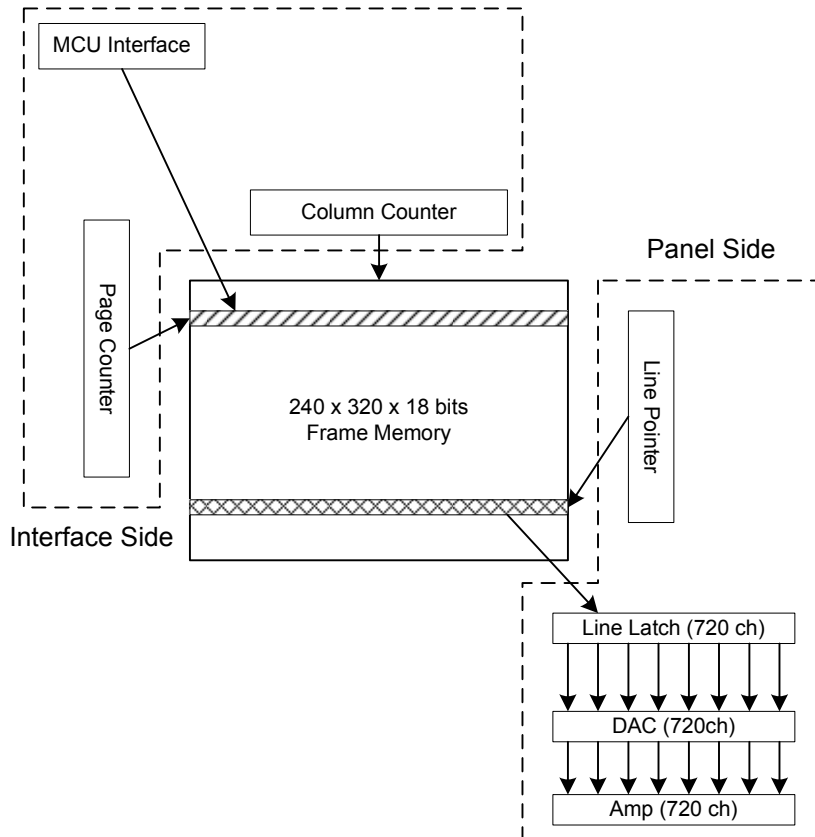 MCU Interface
Column Counter
Page Counter
Panel Side
Line Pointer
240 x 320 x 18 bits
Frame Memory
Interface Side
Line Latch (720 ch)
DAC (720ch)
Amp (720 ch)